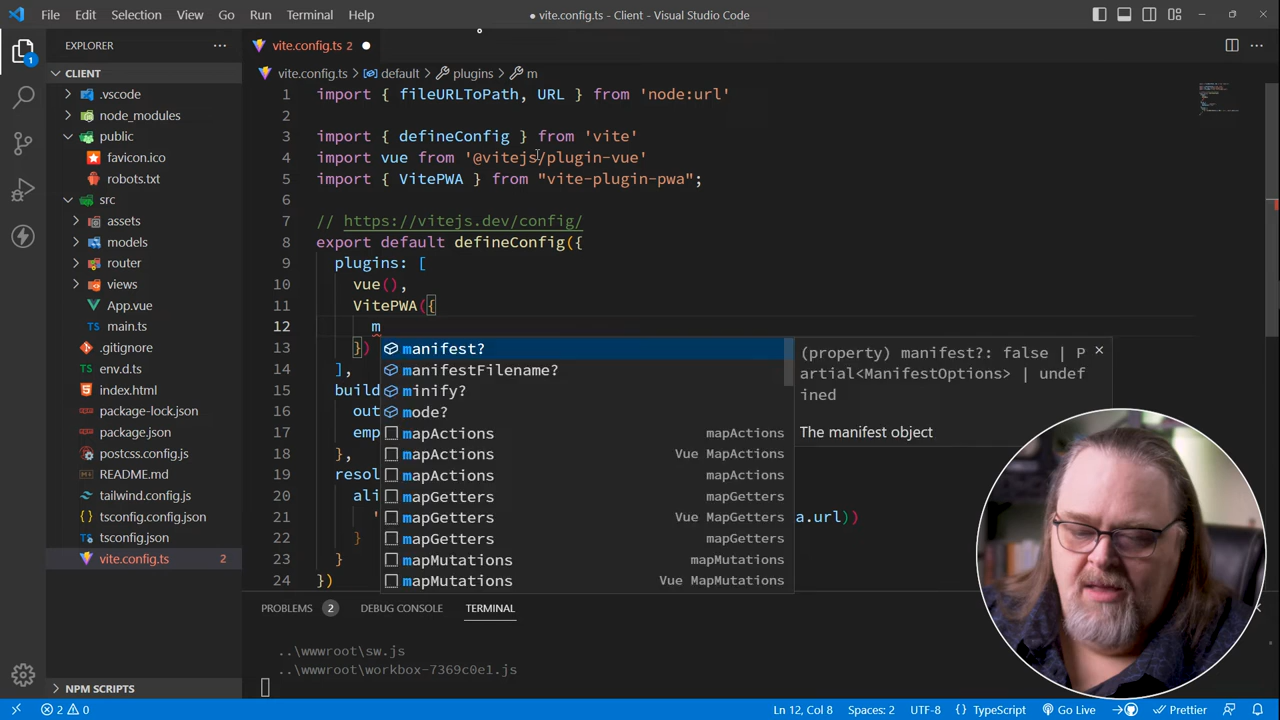 File Edit Selection View Go Run Terminal Help
● vite.config.ts - Client - Visual Studio Code
EXPLORER
CLIENT
.vscode
node_modules
public
favicon.ico
robots.txt
src
assets
models
router
views
App.vue
TS main.ts
.gitignore
env.d.ts
index.html
package-lock.json
package.json
postcss.config.js
README.md
tailwind.config.js
tsconfig.config.ts
tsconfig.json
vite.config.ts 2
NPM SCRIPTS
1
vite.config.ts 2 ●
vite.config.ts > default > plugins > m
1 import { fileURLToPath, URL } from 'node:url'
2
3 import { defineConfig } from 'vite'
4 import vue from '@vitejs/plugin-vue'
5 import { VitePWA } from "vite-plugin-pwa";
6
7 // https://vitejs.dev/config/
8 export default defineConfig({
9 plugins: [
10 vue(),
11 VitePWA({
12 m
13 })
14 ],
15 build
16 out
17 emp
18 },
19 resol
20 ali
21 ' a.url))
22 }
23 }
24 })
manifest?
manifestFilename?
minify?
mode?
mapActions mapActions
mapActions Vue MapActions
mapActions mapActions
mapGetters mapGetters
mapGetters Vue MapGetters
mapGetters mapGetters
mapMutations mapMutations
mapMutations Vue MapMutations
(property) manifest?: false | P
artial<ManifestOptions> | undef
ined
The manifest object
PROBLEMS 2 DEBUG CONSOLE TERMINAL
..\wwwroot\sw.js
..\wwwroot\workbox-7369c0e1.js
2 0 Ln 12, Col 8 Spaces: 2 UTF-8 {} TypeScript Go Live Prettier